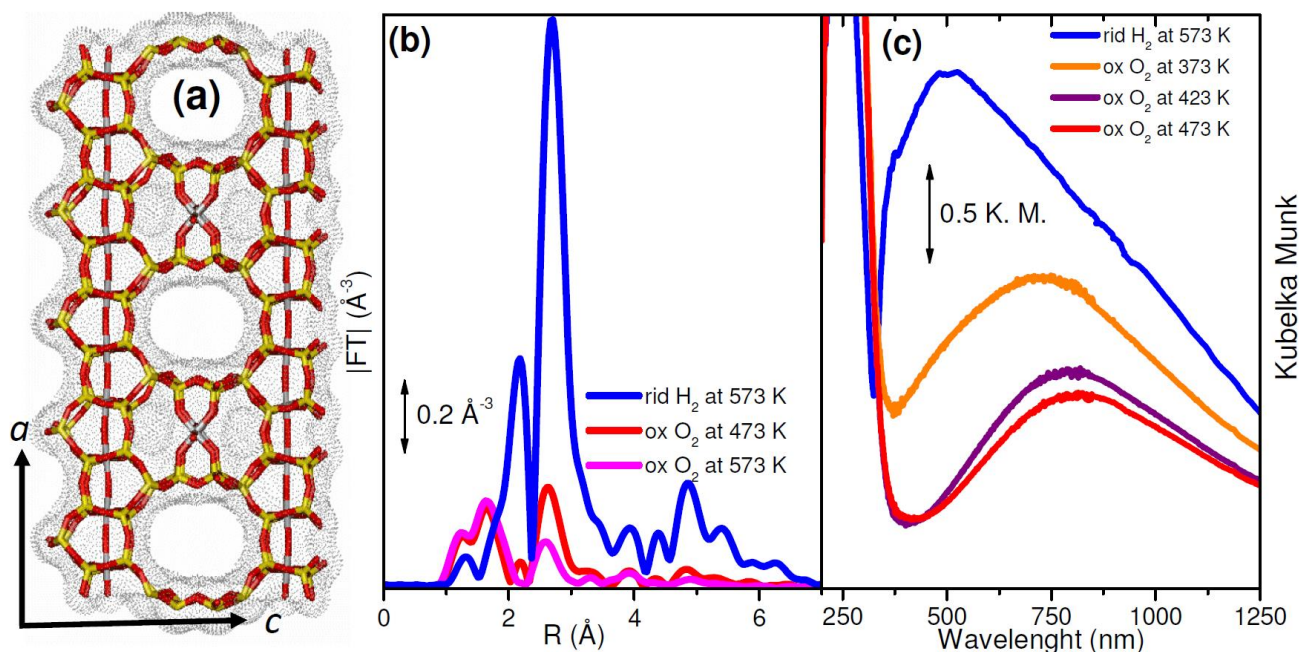 (a)
a
c
(b)
|FT| (Å⁻³)
0.2 Å⁻³
rid H₂ at 573 K
ox O₂ at 473 K
ox O₂ at 573 K
0 2 4 6
R (Å)
(c)
rid H₂ at 573 K
ox O₂ at 373 K
ox O₂ at 423 K
ox O₂ at 473 K
0.5 K. M.
Kubelka Munk
250 500 750 1000 1250
Wavelenght (nm)